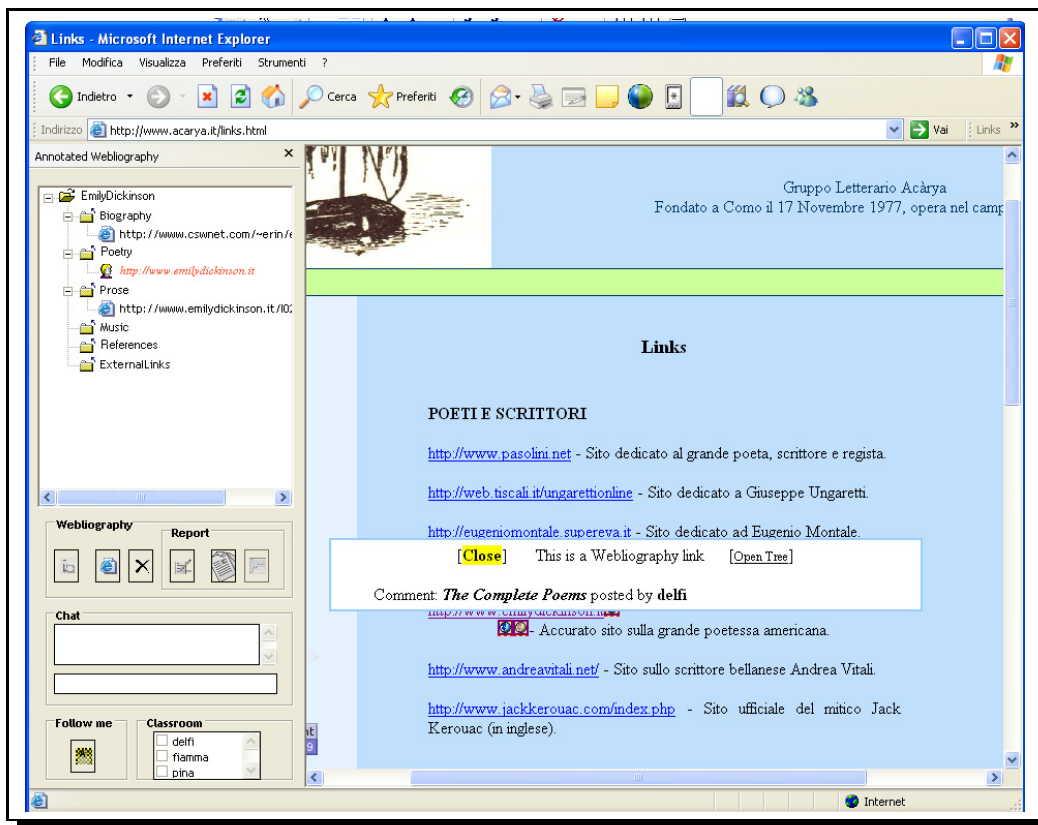 Links - Microsoft Internet Explorer
File Modifica Visualizza Preferiti Strumenti ?
Indietro Cerca Preferiti
Indirizzo http://www.acarya.it/links.html Vai Links »
Annotated Webliography ×
EmilyDickinson
Biography
http://www.cswnet.com/~erin/e
Poetry
http://www.emilydickinson.it
Prose
http://www.emilydickinson.it/l02
Music
References
ExternalLinks
Webliography
Report
Chat
Follow me
Classroom
delfi
fiamma
pina
Gruppo Letterario Acàrya
Fondato a Como il 17 Novembre 1977, opera nel camp
Links
POETI E SCRITTORI
http://www.pasolini.net - Sito dedicato al grande poeta, scrittore e regista.
http://web.tiscali.it/ungarettionline - Sito dedicato a Giuseppe Ungaretti.
http://eugeniomontale.supereva.it - Sito dedicato ad Eugenio Montale.
[Close] This is a Webliography link [Open Tree]
Comment: The Complete Poems posted by delfi
http://www.emilydickinson.it
- Accurato sito sulla grande poetessa americana.
http://www.andreavitali.net/ - Sito sullo scrittore bellanese Andrea Vitali.
http://www.jackkerouac.com/index.php - Sito ufficiale del mitico Jack
Kerouac (in inglese).
nt
9
Internet